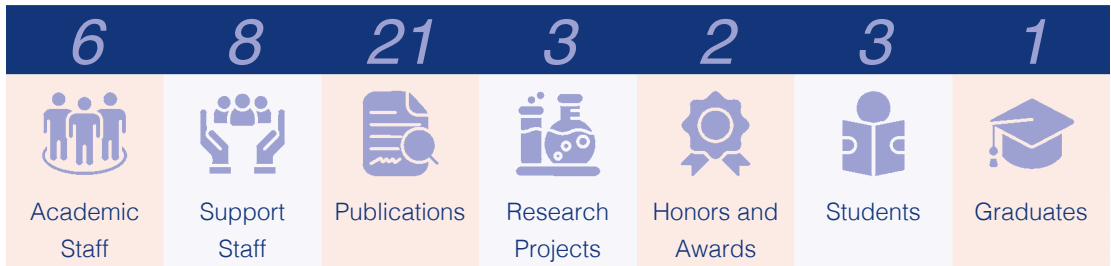 6 8 21 3 2 3 1
Academic Staff
Support Staff
Publications
Research Projects
Honors and Awards
Students
Graduates